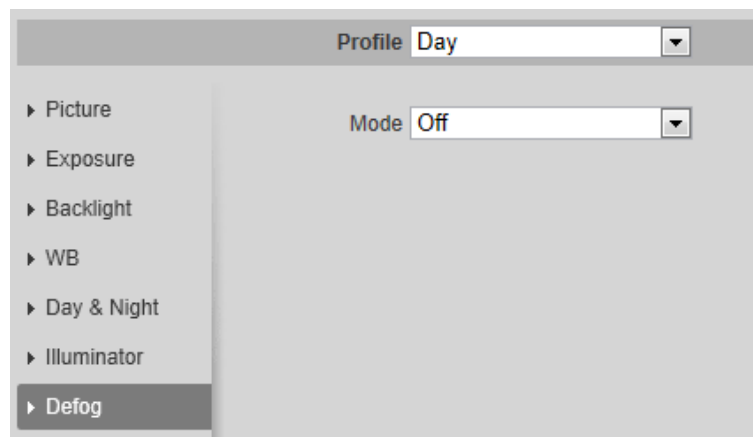 Profile Day
Mode Off
Picture
Exposure
Backlight
WB
Day & Night
Illuminator
Defog